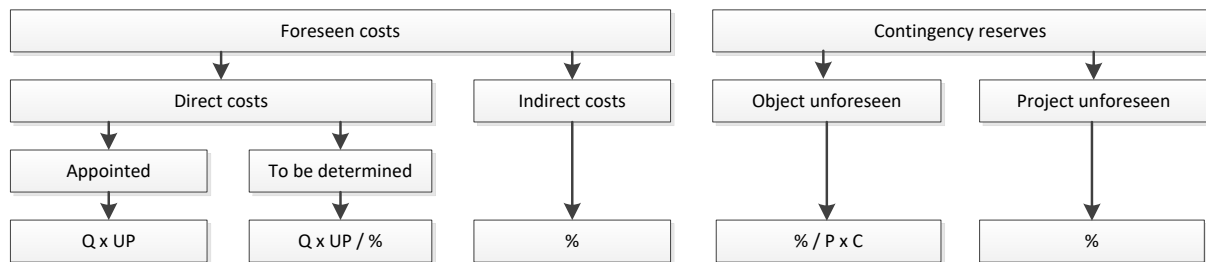 Foreseen costs
Contingency reserves
Direct costs
Indirect costs
Object unforeseen
Project unforeseen
Appointed
To be determined
Q x UP
Q x UP / %
%
% / P x C
%